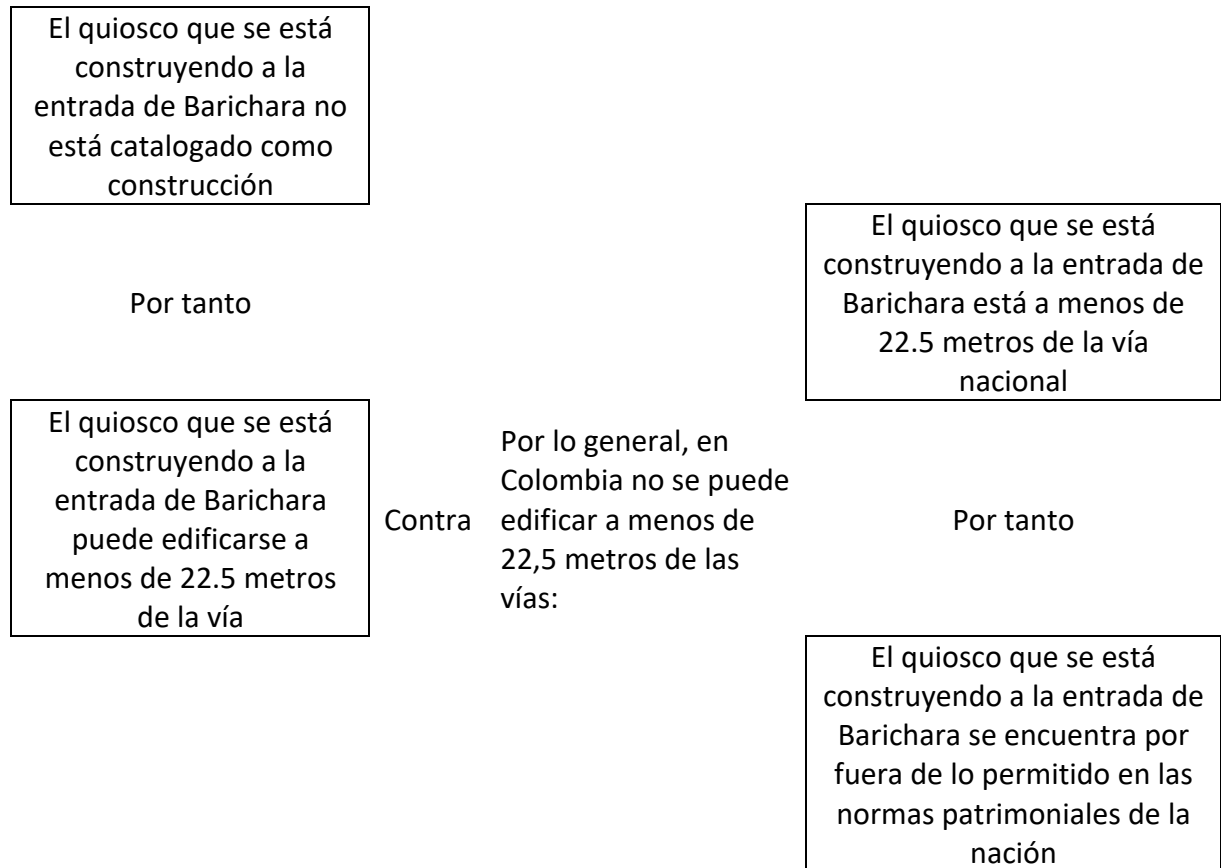 El quiosco que se está
construyendo a la
entrada de Barichara no
está catalogado como
construcción
Por tanto
El quiosco que se está
construyendo a la
entrada de Barichara
puede edificarse a
menos de 22.5 metros
de la vía
Contra
Por lo general, en
Colombia no se puede
edificar a menos de
22,5 metros de las
vías:
El quiosco que se está
construyendo a la entrada de
Barichara está a menos de
22.5 metros de la vía
nacional
Por tanto
El quiosco que se está
construyendo a la entrada de
Barichara se encuentra por
fuera de lo permitido en las
normas patrimoniales de la
nación